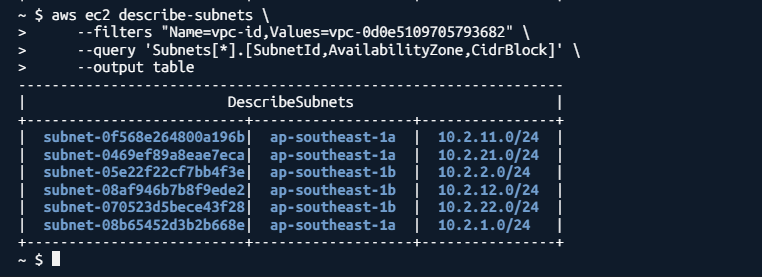 ~ $ aws ec2 describe-subnets \
>     --filters "Name=vpc-id,Values=vpc-0d0e5109705793682" \
>     --query 'Subnets[*].[SubnetId,AvailabilityZone,CidrBlock]' \
>     --output table
---------------------------------------------------------------
|                       DescribeSubnets                       |
+---------------------------+------------------+--------------+
|  subnet-0f568e264800a196b|  ap-southeast-1a  |  10.2.11.0/24  |
|  subnet-0469ef89a8eae7eca|  ap-southeast-1a  |  10.2.21.0/24  |
|  subnet-05e22f22cf7bb4f3e|  ap-southeast-1b  |  10.2.2.0/24   |
|  subnet-08af946b7b8f9ede2|  ap-southeast-1b  |  10.2.12.0/24  |
|  subnet-070523d5bece43f28|  ap-southeast-1b  |  10.2.22.0/24  |
|  subnet-08b65452d3b2b668e|  ap-southeast-1a  |  10.2.1.0/24   |
+---------------------------+------------------+--------------+
~ $